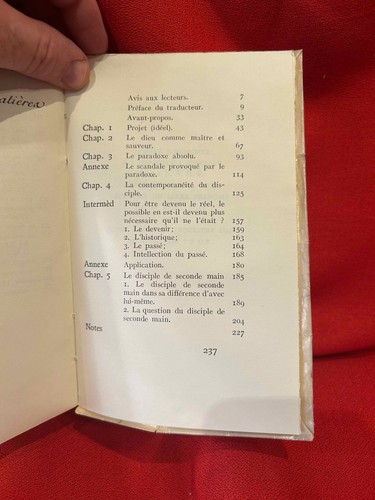 alières
Avis aux lecteurs. 7
Préface du traducteur. 9
Avant-propos. 33
Chap. 1 Projet (idéel). 43
Chap. 2 Le dieu comme maître et
sauveur. 67
Chap. 3 Le paradoxe absolu. 93
Annexe Le scandale provoqué par le
paradoxe. 114
Chap. 4 La contemporanéité du dis-
ciple. 125
Intermèd Pour être devenu le réel, le
possible en est-il devenu plus
nécessaire qu'il ne l'était ? 157
1. Le devenir; 159
2. L'historique; 163
3. Le passé; 164
4. Intellection du passé. 168
Annexe Application. 180
Chap. 5 Le disciple de seconde main 185
1. Le disciple de seconde
main dans sa différence d'avec
lui-même. 189
2. La question du disciple de
seconde main. 204
Notes 227
237